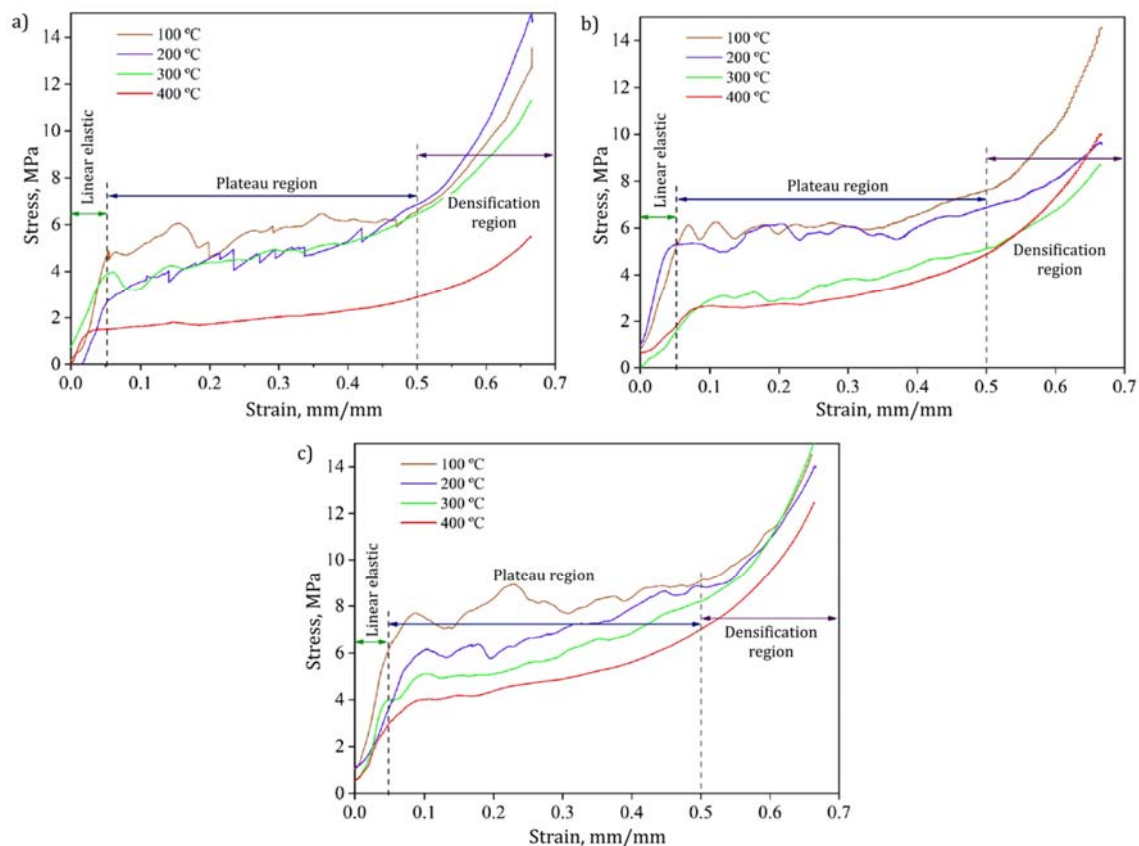 a)
100 ºC
200 ºC
300 ºC
400 ºC
Linear elastic
Plateau region
Densification
region
Stress, MPa
14
12
10
8
6
4
2
0
0.0 0.1 0.2 0.3 0.4 0.5 0.6 0.7
Strain, mm/mm
b)
100 ºC
200 ºC
300 ºC
400 ºC
Linear elastic
Plateau region
Densification
region
Stress, MPa
14
12
10
8
6
4
2
0
0.0 0.1 0.2 0.3 0.4 0.5 0.6 0.7
Strain, mm/mm
c)
100 ºC
200 ºC
300 ºC
400 ºC
Linear elastic
Plateau region
Densification
region
Stress, MPa
14
12
10
8
6
4
2
0
0.0 0.1 0.2 0.3 0.4 0.5 0.6 0.7
Strain, mm/mm